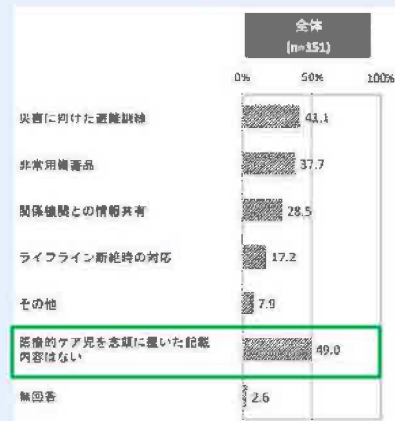 全体
(n=151)
0% 50% 100%
災害に向けた避難訓練 41.1
非常用備蓄品 37.7
関係機関との情報共有 28.5
ライフライン断絶時の対応 17.2
その他 7.9
医療的ケア児を念頭に置いた記載
内容はない 49.0
無回答 2.6